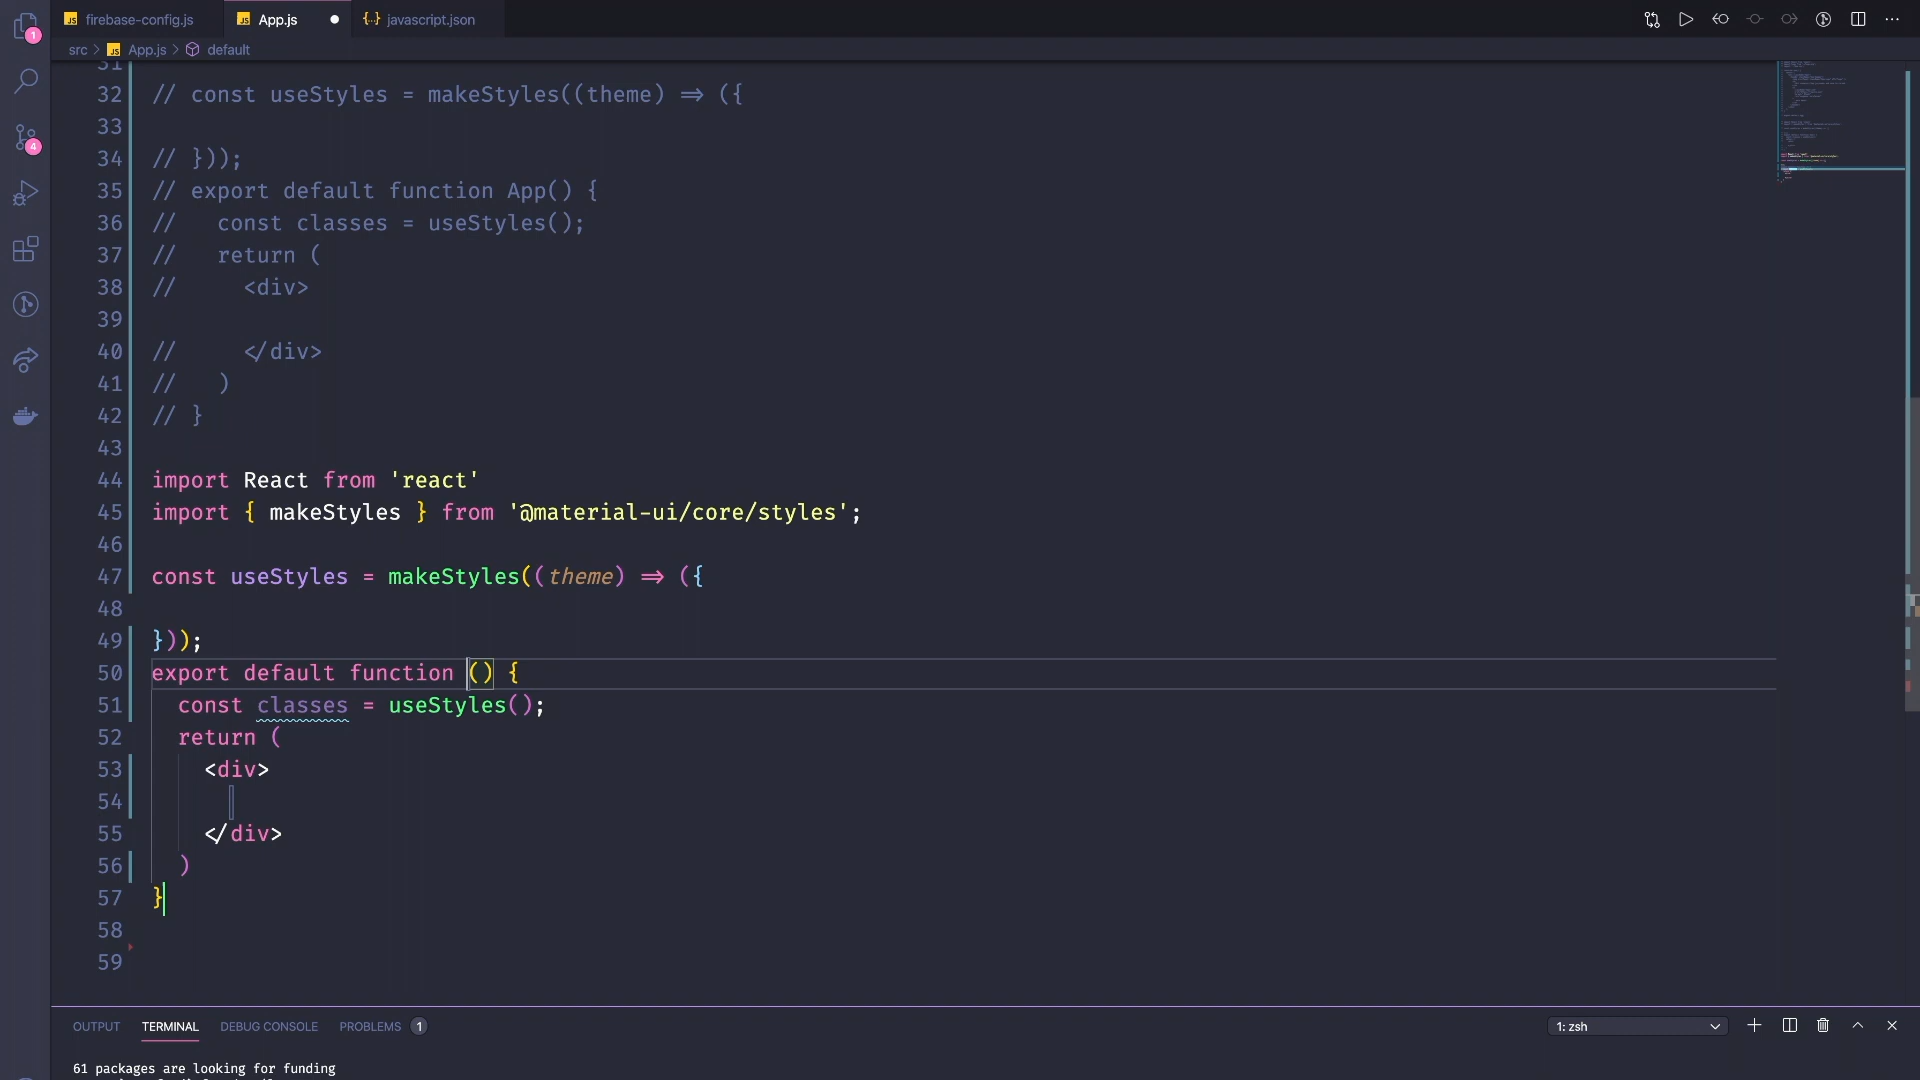 firebase-config.js App.js javascript.json
src > App.js > default
31
32 // const useStyles = makeStyles((theme) => ({
33
34 // }));
35 // export default function App() {
36 //   const classes = useStyles();
37 //   return (
38 //     <div>
39
40 //     </div>
41 //   )
42 // }
43
44 import React from 'react'
45 import { makeStyles } from '@material-ui/core/styles';
46
47 const useStyles = makeStyles((theme) => ({
48
49 }));
50 export default function () {
51   const classes = useStyles();
52   return (
53     <div>
54
55     </div>
56   )
57 }
58
59
OUTPUT TERMINAL DEBUG CONSOLE PROBLEMS 1 1: zsh
61 packages are looking for funding
1
4